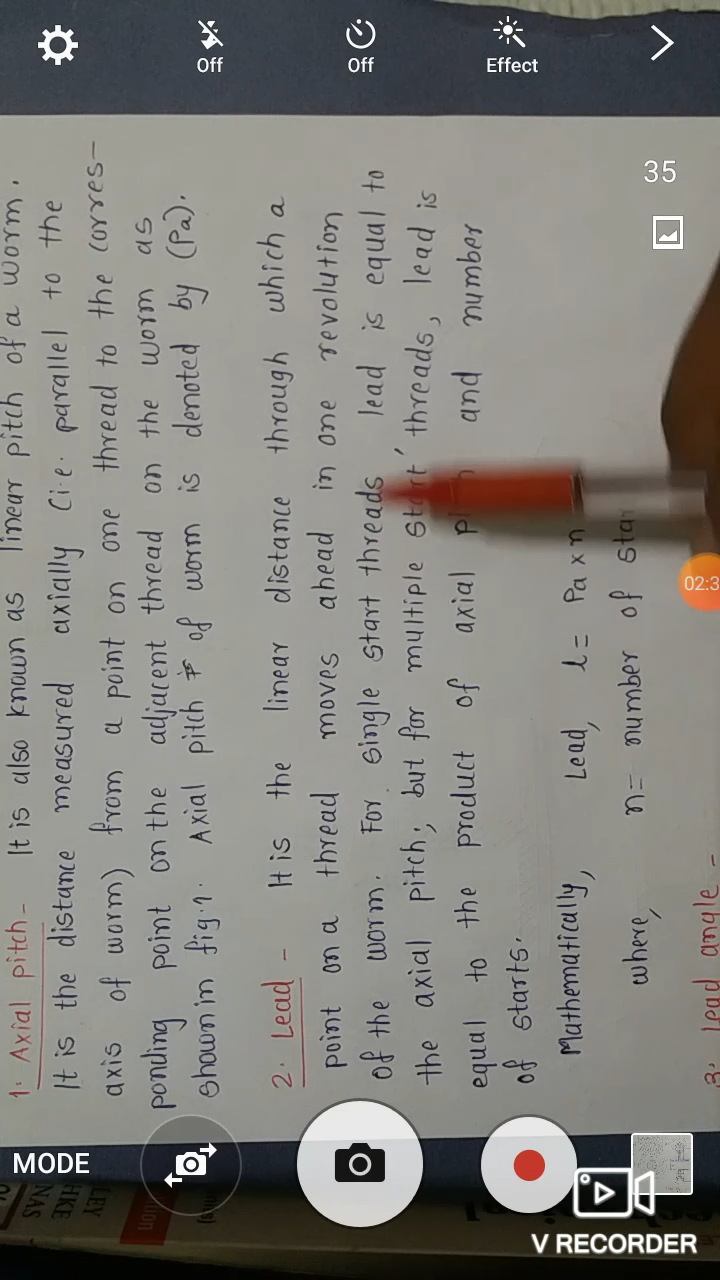 Off
Off
Effect
35
1. Axial pitch - It is also known as linear pitch of a worm.
It is the distance measured axially (i.e. parallel to the
axis of worm) from a point on one thread to the corres-
ponding point on the adjacent thread on the worm as
shown in fig.1. Axial pitch of worm is denoted by (Pa).
2. Lead - It is the linear distance through which a
point on a thread moves ahead in one revolution
of the worm. For single start threads lead is equal to
the axial pitch; but for multiple start threads, lead is
equal to the product of axial and number
of starts.
Mathematically, Lead, l = Pa x n
where, n = number of
3. Lead angle -
02:3
MODE
V RECORDER